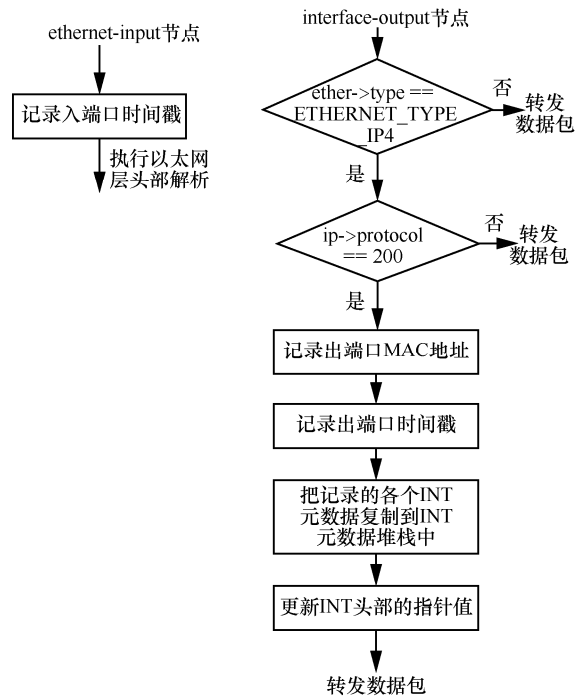 ethernet-input节点
记录入端口时间戳
执行以太网
层头部解析
interface-output节点
ether->type ==
ETHERNET_TYPE
_IP4
否
转发
数据包
是
ip->protocol
== 200
否
转发
数据包
是
记录出端口MAC地址
记录出端口时间戳
把记录的各个INT
元数据复制到INT
元数据堆栈中
更新INT头部的指针值
转发数据包